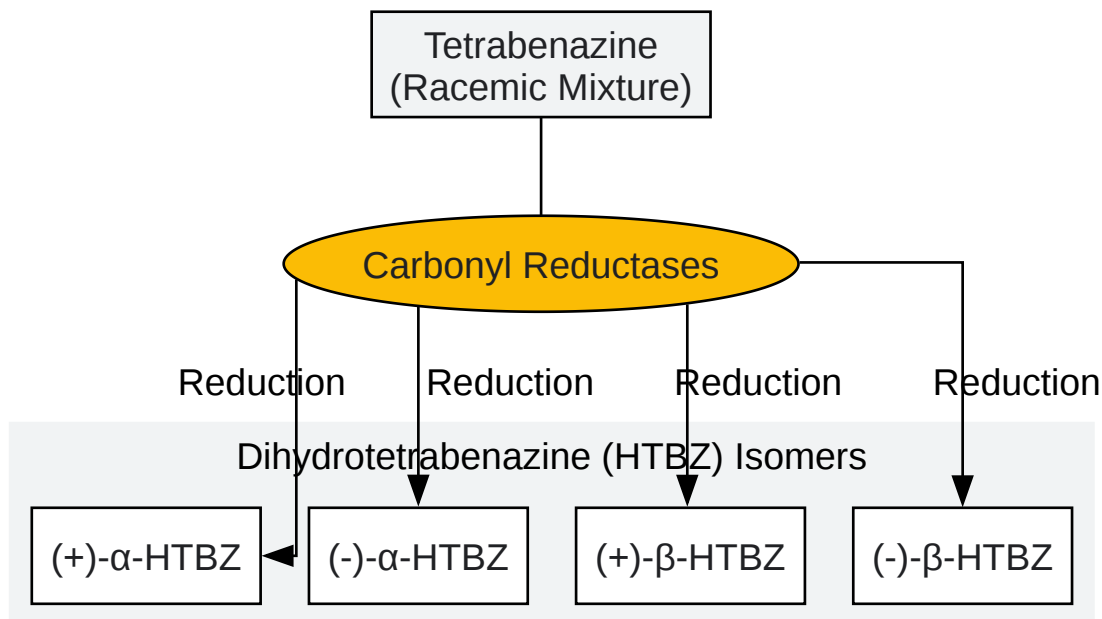 Tetrabenazine
(Racemic Mixture)
Carbonyl Reductases
Reduction
Reduction
Reduction
Reduction
Dihydrotetrabenazine (HTBZ) Isomers
(+)-α-HTBZ
(-)-α-HTBZ
(+)-β-HTBZ
(-)-β-HTBZ